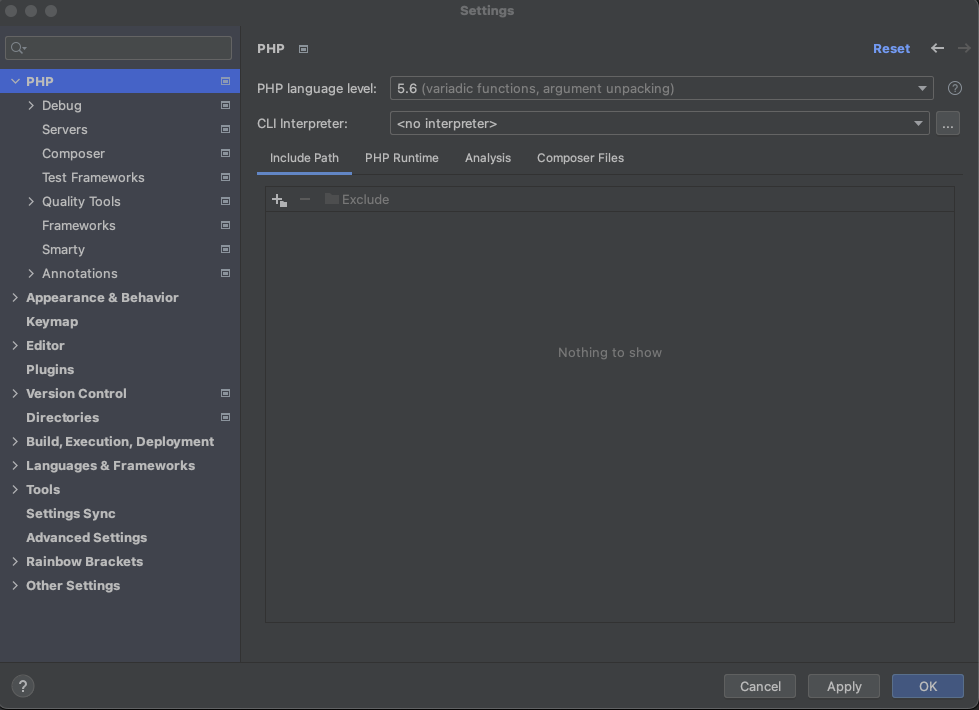 Settings
PHP
Reset
PHP
Debug
Servers
Composer
Test Frameworks
Quality Tools
Frameworks
Smarty
Annotations
Appearance & Behavior
Keymap
Editor
Plugins
Version Control
Directories
Build, Execution, Deployment
Languages & Frameworks
Tools
Settings Sync
Advanced Settings
Rainbow Brackets
Other Settings
PHP language level: 5.6 (variadic functions, argument unpacking) ?
CLI Interpreter: <no interpreter> ...
Include Path PHP Runtime Analysis Composer Files
Exclude
Nothing to show
? Cancel Apply OK